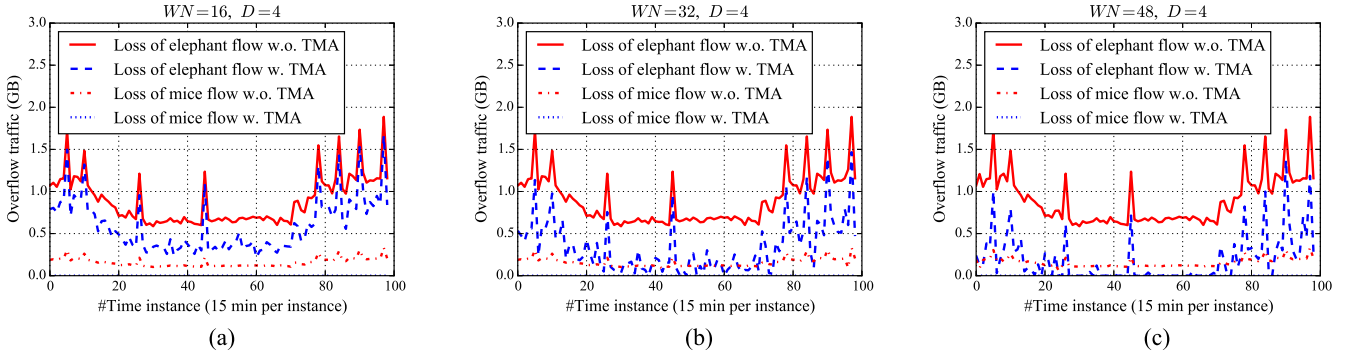 WN=16, D=4
Overflow traffic (GB)
3.0
2.5
2.0
1.5
1.0
0.5
0.0
Loss of elephant flow w.o. TMA
Loss of elephant flow w. TMA
Loss of mice flow w.o. TMA
Loss of mice flow w. TMA
0 20 40 60 80 100
#Time instance (15 min per instance)
(a)
WN=32, D=4
Overflow traffic (GB)
3.0
2.5
2.0
1.5
1.0
0.5
0.0
Loss of elephant flow w.o. TMA
Loss of elephant flow w. TMA
Loss of mice flow w.o. TMA
Loss of mice flow w. TMA
0 20 40 60 80 100
#Time instance (15 min per instance)
(b)
WN=48, D=4
Overflow traffic (GB)
3.0
2.5
2.0
1.5
1.0
0.5
0.0
Loss of elephant flow w.o. TMA
Loss of elephant flow w. TMA
Loss of mice flow w.o. TMA
Loss of mice flow w. TMA
0 20 40 60 80 100
#Time instance (15 min per instance)
(c)